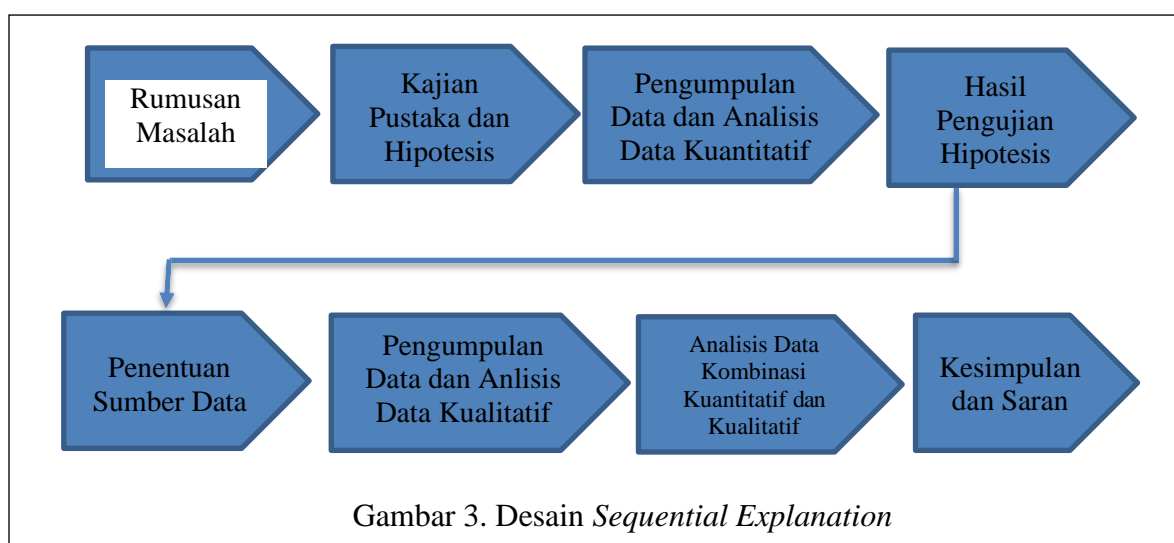 Rumusan
Masalah
Kajian
Pustaka dan
Hipotesis
Pengumpulan
Data dan Analisis
Data Kuantitatif
Hasil
Pengujian
Hipotesis
Penentuan
Sumber Data
Pengumpulan
Data dan Anlisis
Data Kualitatif
Analisis Data
Kombinasi
Kuantitatif dan
Kualitatif
Kesimpulan
dan Saran
Gambar 3. Desain Sequential Explanation